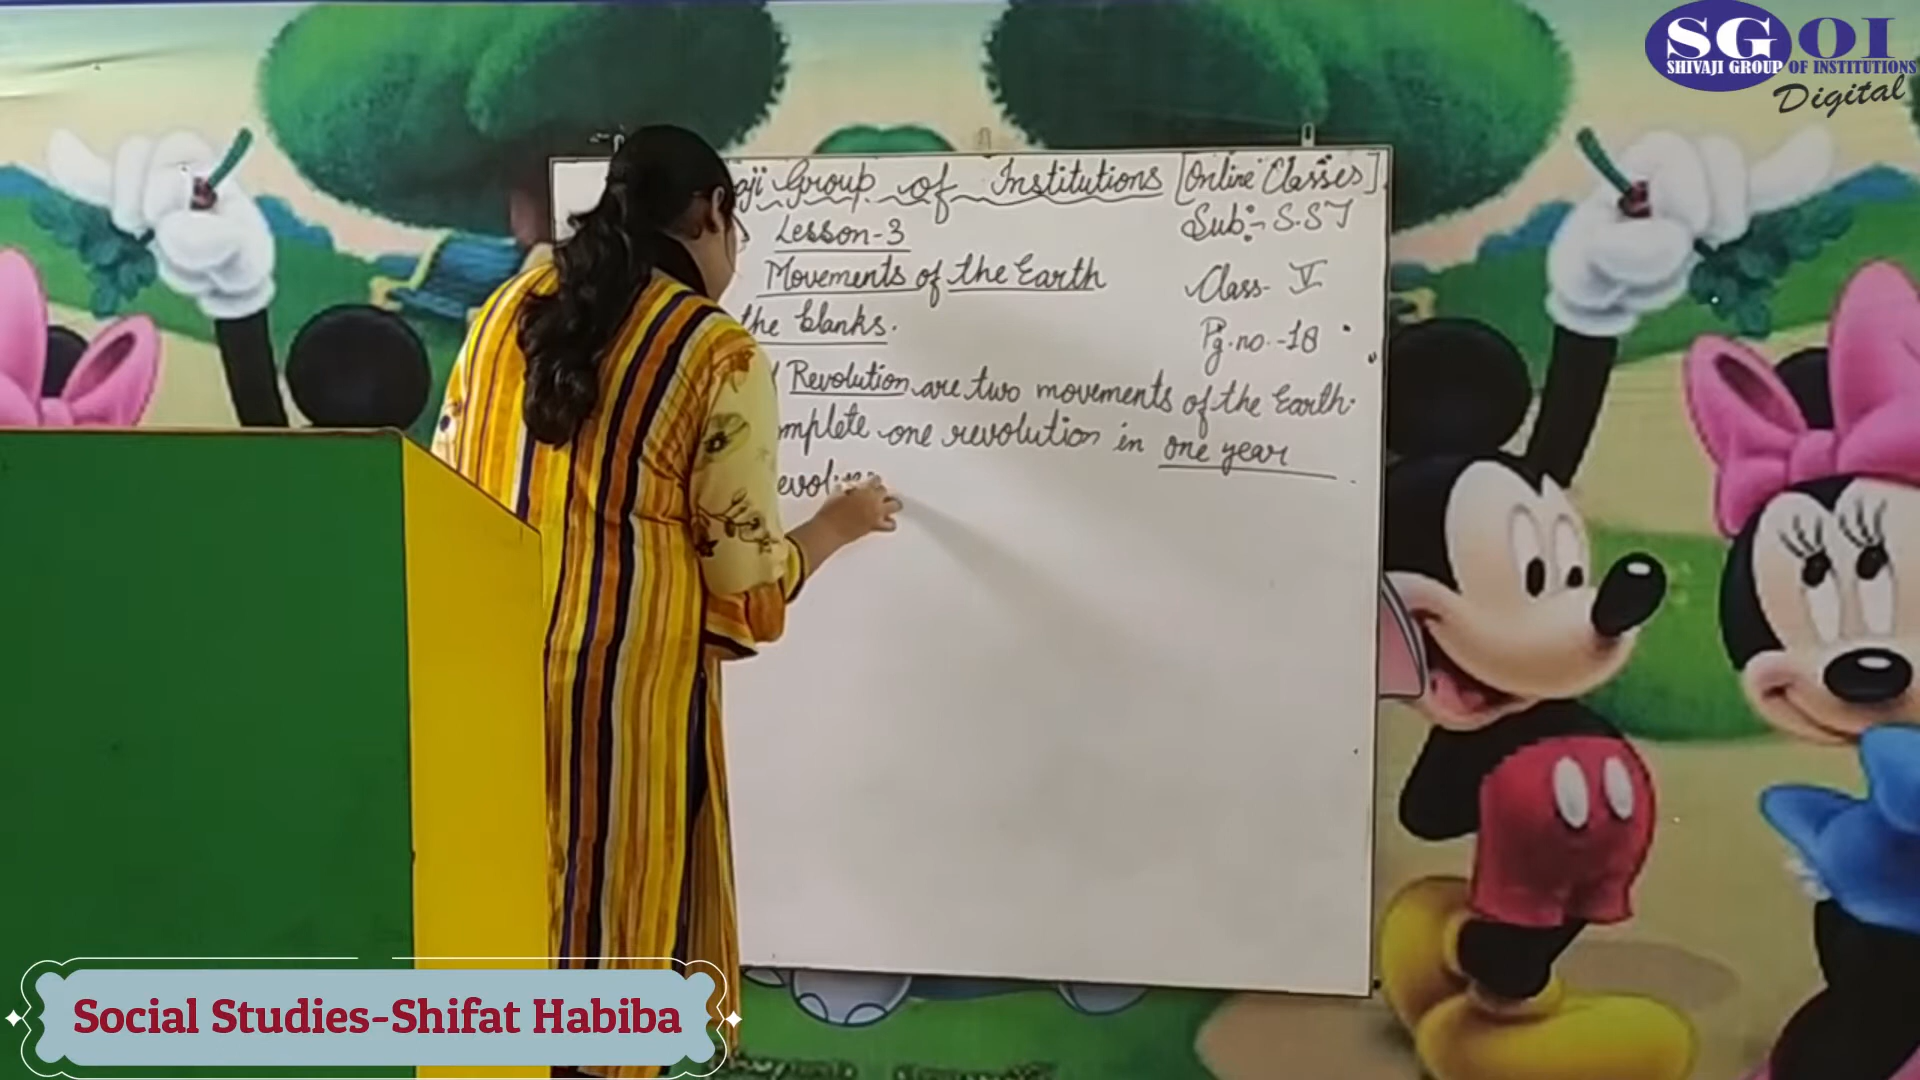 SGOI
SHIVAJI GROUP OF INSTITUTIONS
Digital
aji Group of Institutions [Online Classes]
Lesson-3
Sub:- S.ST
Movements of the Earth
Class- V
the blanks.
Pg.no.-18
Revolution are two movements of the Earth.
mplete one revolution in one year
Social Studies-Shifat Habiba